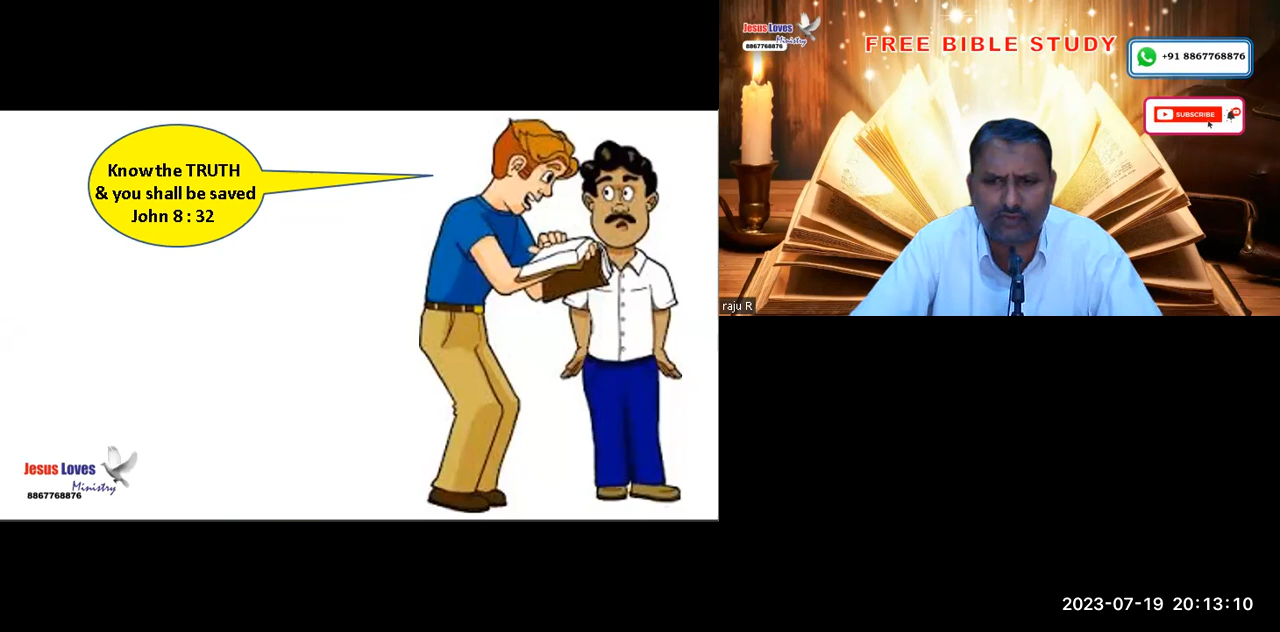 Know the TRUTH
& you shall be saved
John 8 : 32
Jesus Loves
Ministry
8867768876
Jesus Loves
Ministry
8867768876
FREE BIBLE STUDY
+91 8867768876
SUBSCRIBE
raju R
2023-07-19 20:13:10